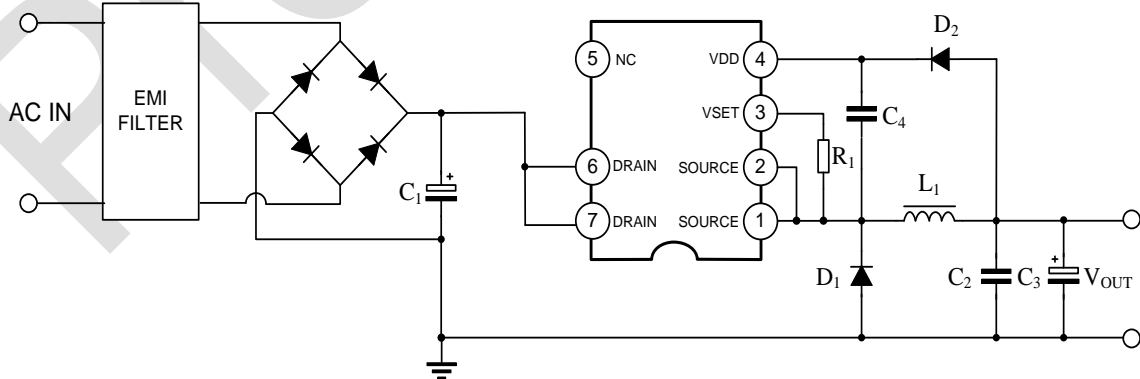 AC IN
EMI
FILTER
C1
5 NC
6 DRAIN
7 DRAIN
VDD 4
VSET 3
SOURCE 2
SOURCE 1
R1
C4
D2
L1
D1
C2
C3
VOUT
+
+